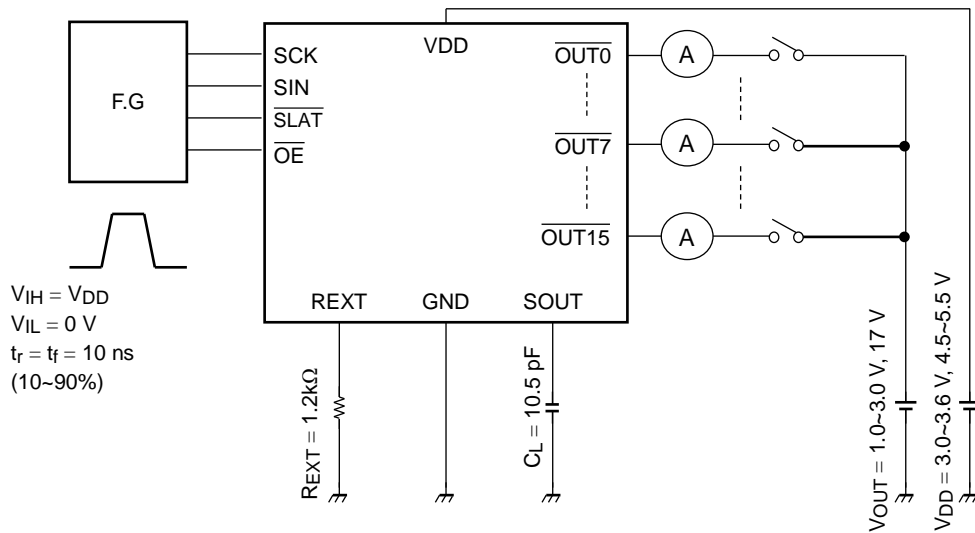 F.G
SCK
SIN
SLAT
OE
VDD
OUT0
OUT7
OUT15
A
A
A
REXT
GND
SOUT
VIH = VDD
VIL = 0 V
tr = tf = 10 ns
(10~90%)
REXT = 1.2kΩ
CL = 10.5 pF
VOUT = 1.0~3.0 V, 17 V
VDD = 3.0~3.6 V, 4.5~5.5 V